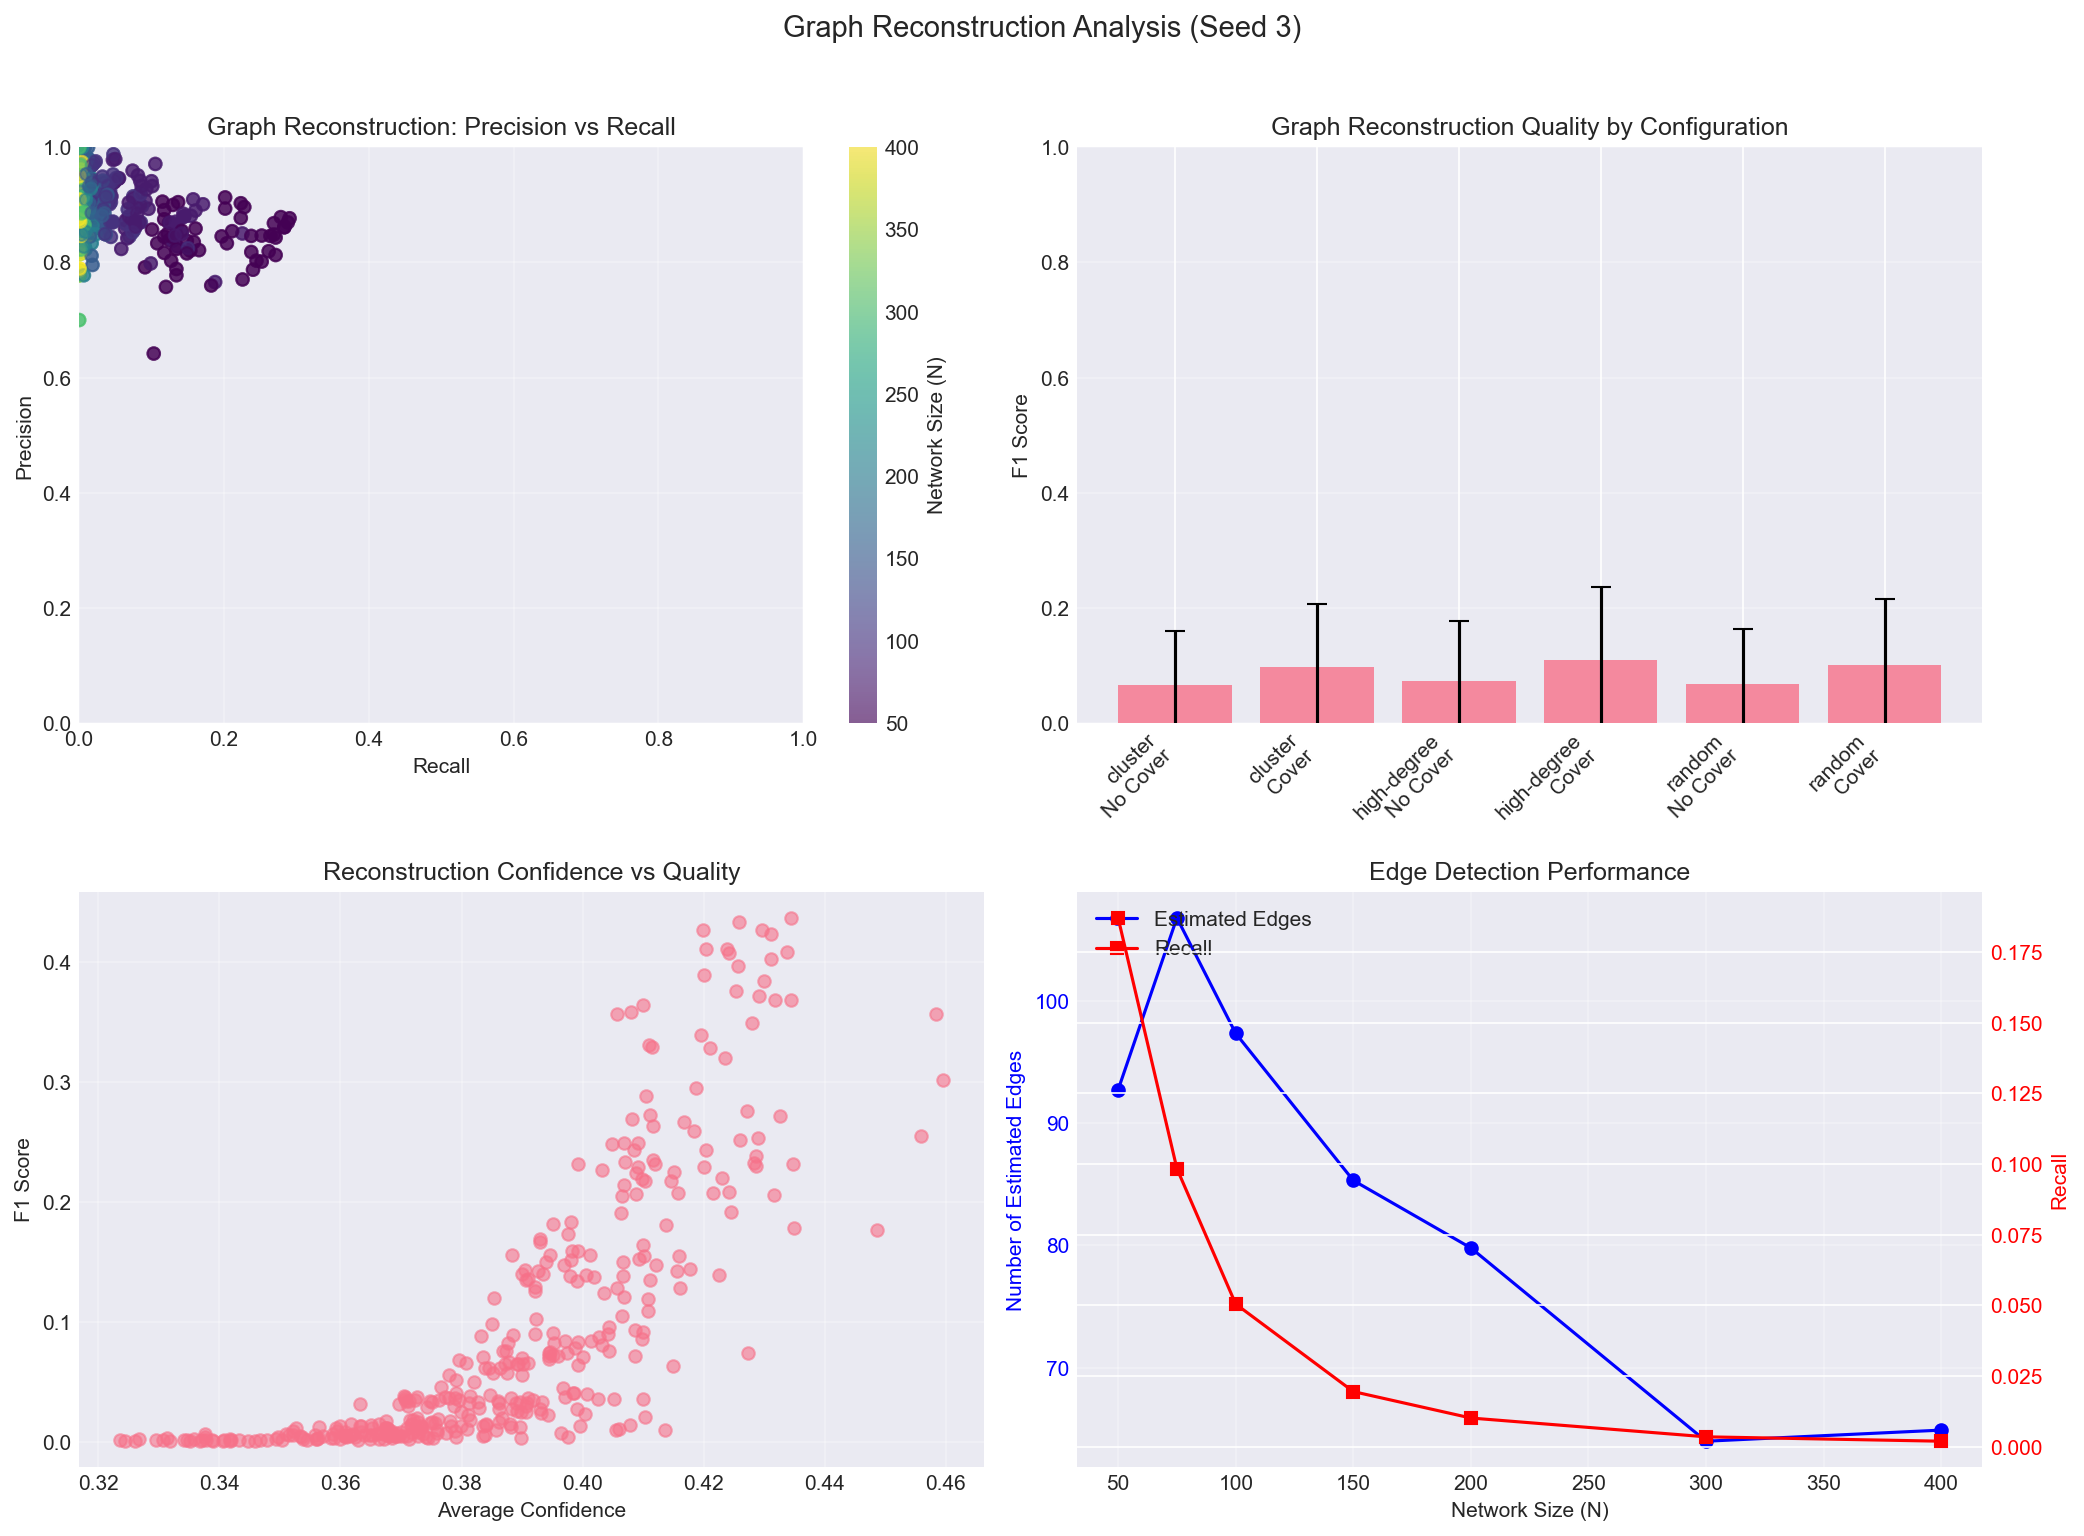 Graph Reconstruction Analysis (Seed 3)
Graph Reconstruction: Precision vs Recall
1.0
0.8
0.6
0.4
0.2
0.0
Precision
0.0 0.2 0.4 0.6 0.8 1.0
Recall
400
350
300
250
200
150
100
50
Network Size (N)
Graph Reconstruction Quality by Configuration
1.0
0.8
0.6
0.4
0.2
0.0
F1 Score
cluster
No Cover
cluster
Cover
high-degree
No Cover
high-degree
Cover
random
No Cover
random
Cover
Reconstruction Confidence vs Quality
0.4
0.3
0.2
0.1
0.0
F1 Score
0.32 0.34 0.36 0.38 0.40 0.42 0.44 0.46
Average Confidence
Edge Detection Performance
Estimated Edges
Recall
100
90
80
70
Number of Estimated Edges
0.175
0.150
0.125
0.100
0.075
0.050
0.025
0.000
Recall
50 100 150 200 250 300 350 400
Network Size (N)